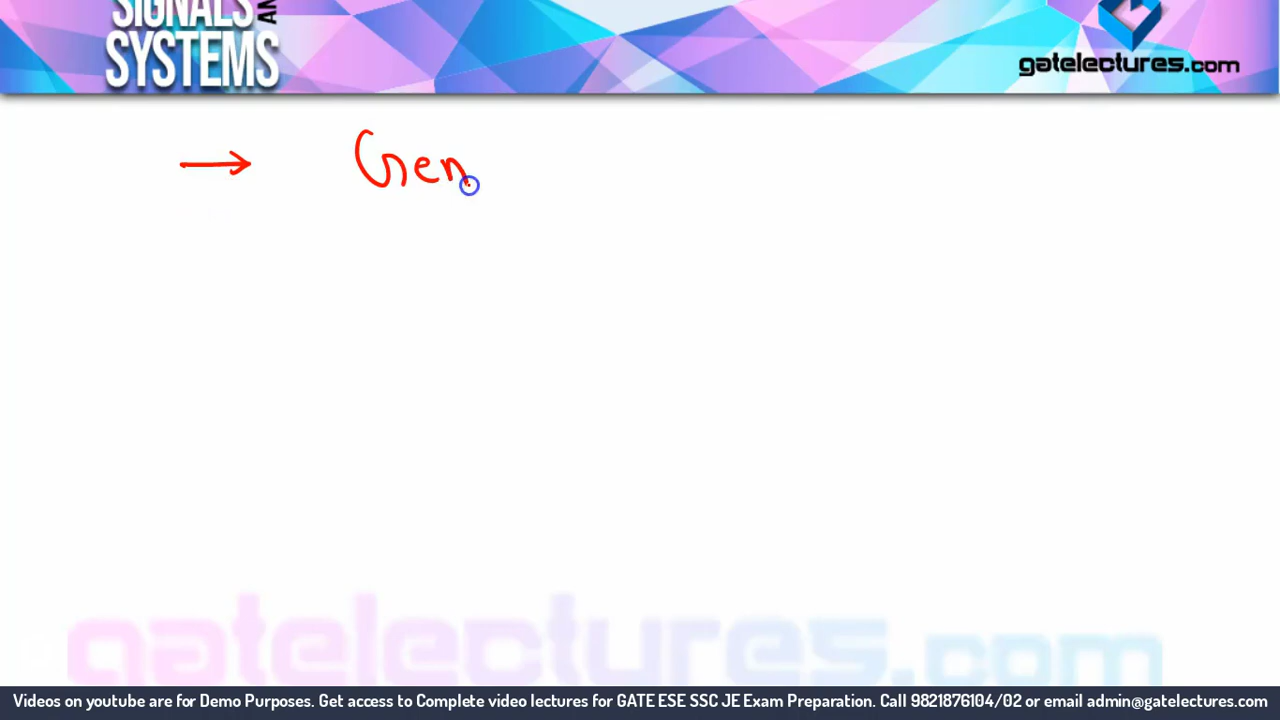 SIGNALS AN
SYSTEMS
gatelectures.com
→ Gen
gatelectures.com
Videos on youtube are for Demo Purposes. Get access to Complete video lectures for GATE ESE SSC JE Exam Preparation. Call 9821876104/02 or email admin@gatelectures.com